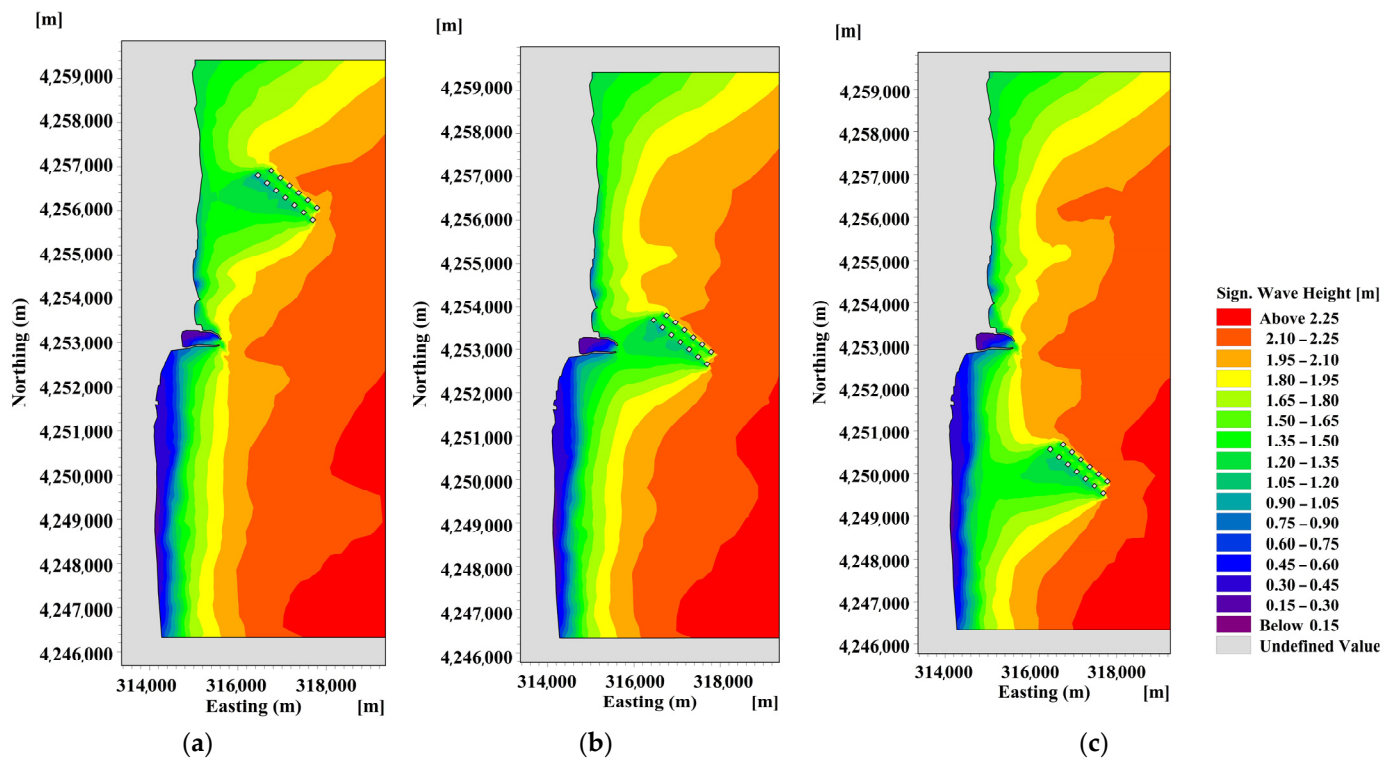 [m]
4,259,000
4,258,000
4,257,000
4,256,000
4,255,000
4,254,000
4,253,000
4,252,000
4,251,000
4,250,000
4,249,000
4,248,000
4,247,000
4,246,000
Northing (m)
314,000 316,000 318,000
Easting (m) [m]
(a)
[m]
4,259,000
4,258,000
4,257,000
4,256,000
4,255,000
4,254,000
4,253,000
4,252,000
4,251,000
4,250,000
4,249,000
4,248,000
4,247,000
4,246,000
Northing (m)
314,000 316,000 318,000
Easting (m) [m]
(b)
[m]
4,259,000
4,258,000
4,257,000
4,256,000
4,255,000
4,254,000
4,253,000
4,252,000
4,251,000
4,250,000
4,249,000
4,248,000
4,247,000
4,246,000
Northing (m)
314,000 316,000 318,000
Easting (m) [m]
(c)
Sign. Wave Height [m]
Above 2.25
2.10 – 2.25
1.95 – 2.10
1.80 – 1.95
1.65 – 1.80
1.50 – 1.65
1.35 – 1.50
1.20 – 1.35
1.05 – 1.20
0.90 – 1.05
0.75 – 0.90
0.60 – 0.75
0.45 – 0.60
0.30 – 0.45
0.15 – 0.30
Below 0.15
Undefined Value